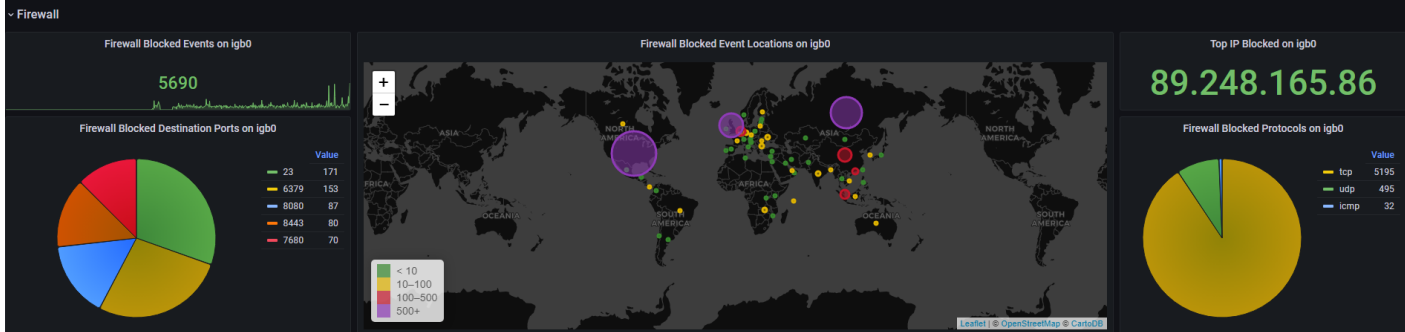 Firewall
Firewall Blocked Events on igb0
5690
Firewall Blocked Destination Ports on igb0
Value
23 171
6379 153
8080 87
8443 80
7680 70
Firewall Blocked Event Locations on igb0
+
−
ASIA
NORTH
AMERICA
ASIA
NORTH
AMERICA
AFRICA
OCEANIA
SOUTH
AMERICA
OCEANIA
SOUTH
AMERICA
< 10
10–100
100–500
500+
Leaflet | © OpenStreetMap © CartoDB
Top IP Blocked on igb0
89.248.165.86
Firewall Blocked Protocols on igb0
Value
tcp 5195
udp 495
icmp 32